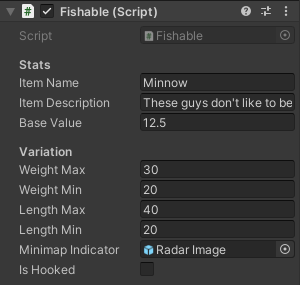 Fishable (Script)
Script Fishable
Stats
Item Name Minnow
Item Description These guys don't like to be
Base Value 12.5
Variation
Weight Max 30
Weight Min 20
Length Max 40
Length Min 20
Minimap Indicator Radar Image
Is Hooked